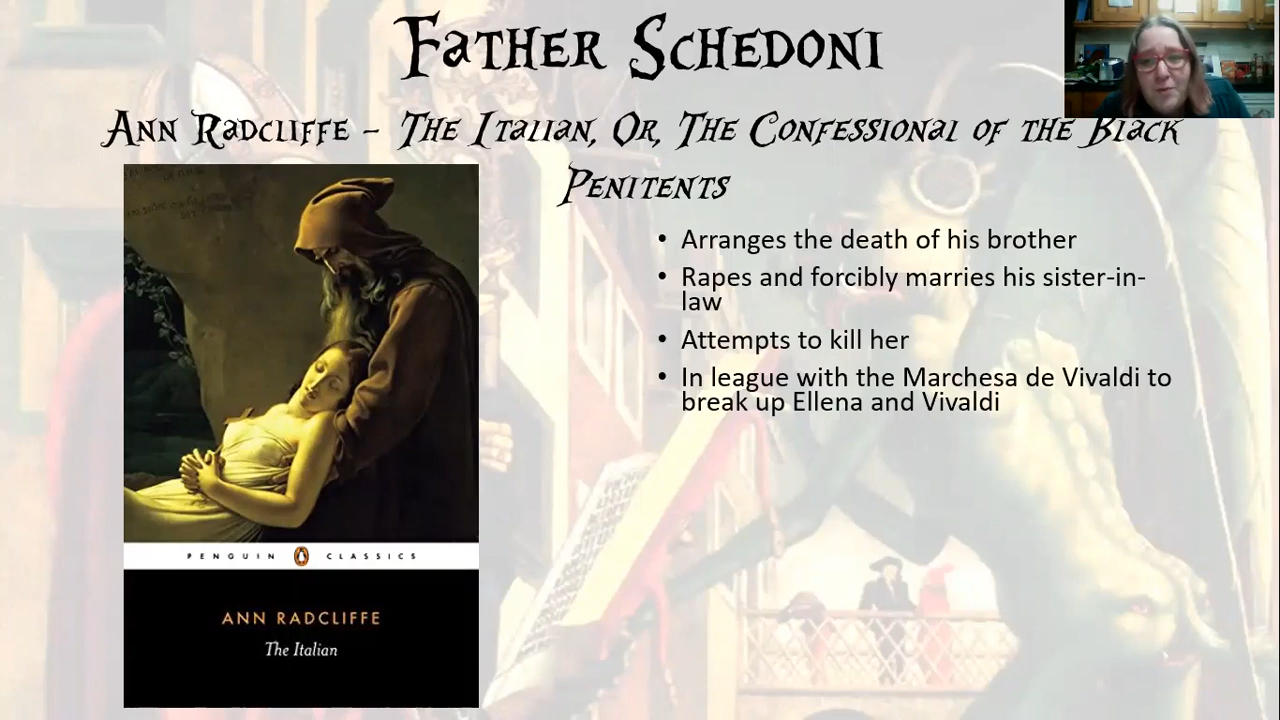 Father Schedoni
Ann Radcliffe – The Italian, Or, The Confessional of the Black
Penitents
• Arranges the death of his brother
• Rapes and forcibly marries his sister-in-
law
• Attempts to kill her
• In league with the Marchesa de Vivaldi to
break up Ellena and Vivaldi
PENGUIN CLASSICS
ANN RADCLIFFE
The Italian